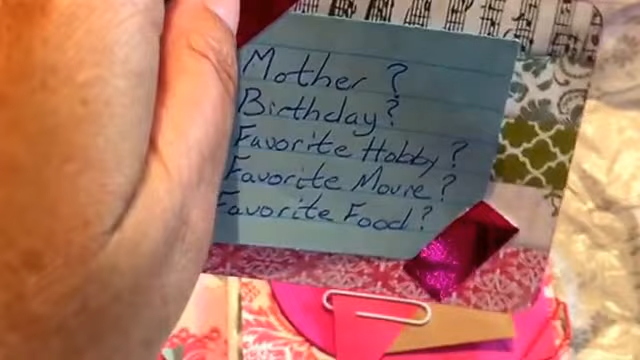 Mother ?
Birthday?
Favorite Hobby ?
Favorite Movie ?
Favorite Food ?